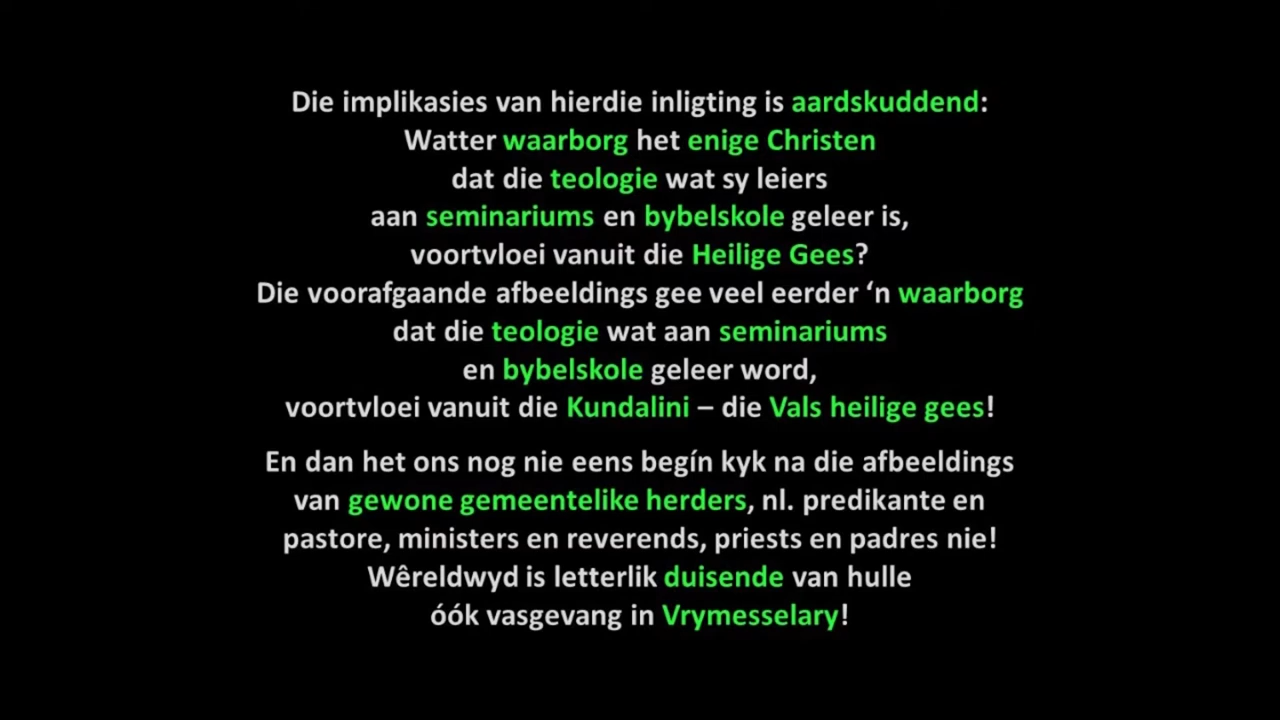 Die implikasies van hierdie inligting is aardskuddend:
Watter waarborg het enige Christen
dat die teologie wat sy leiers
aan seminariums en bybelskole geleer is,
voortvloei vanuit die Heilige Gees?
Die voorafgaande afbeeldings gee veel eerder ‘n waarborg
dat die teologie wat aan seminariums
en bybelskole geleer word,
voortvloei vanuit die Kundalini – die Vals heilige gees!
En dan het ons nog nie eens begín kyk na die afbeeldings
van gewone gemeentelike herders, nl. predikante en
pastore, ministers en reverends, priests en padres nie!
Wêreldwyd is letterlik duisende van hulle
óók vasgevang in Vrymesselary!